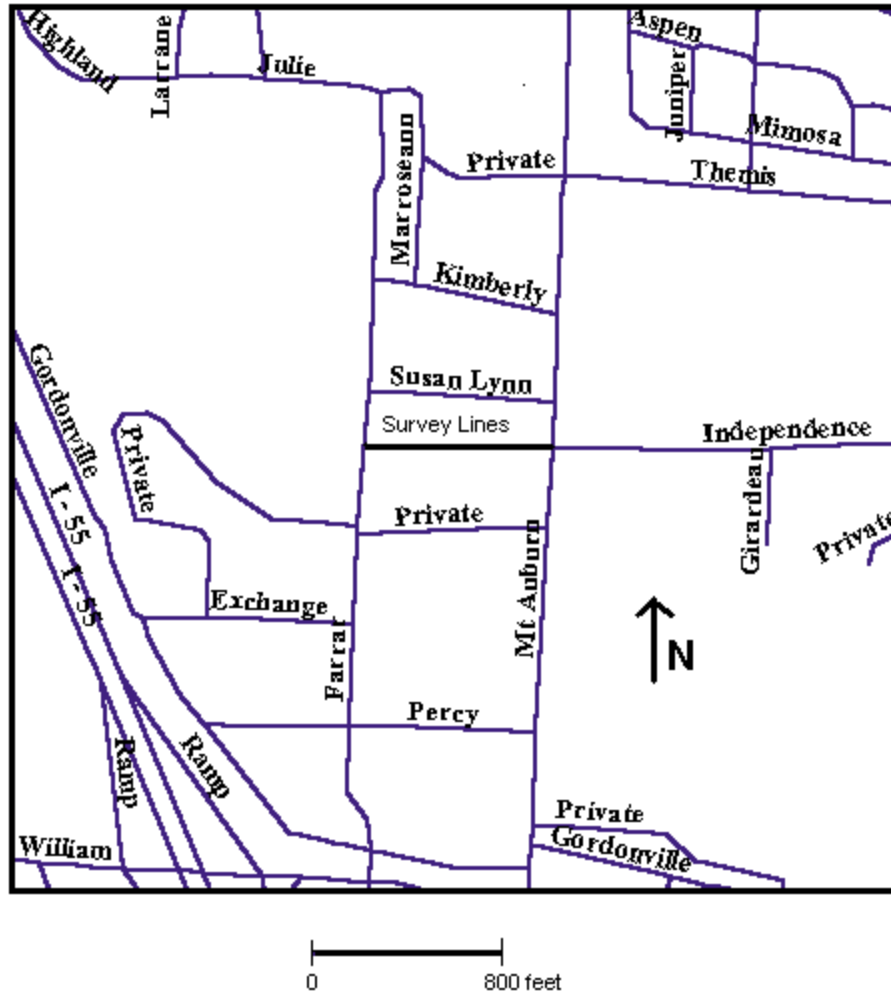 Highland
Larrane
Julie
Aspen
Juniper
Mimosa
Private
Themis
Marroseann
Kimberly
Gordonville
Susan Lynn
Survey Lines
Independence
Private
Girardeau
Private
I - 55
Private
Mt Auburn
I - 55
Exchange
Farrar
N
Percy
Ramp
Ramp
Private
William
Gordonville
0 800 feet